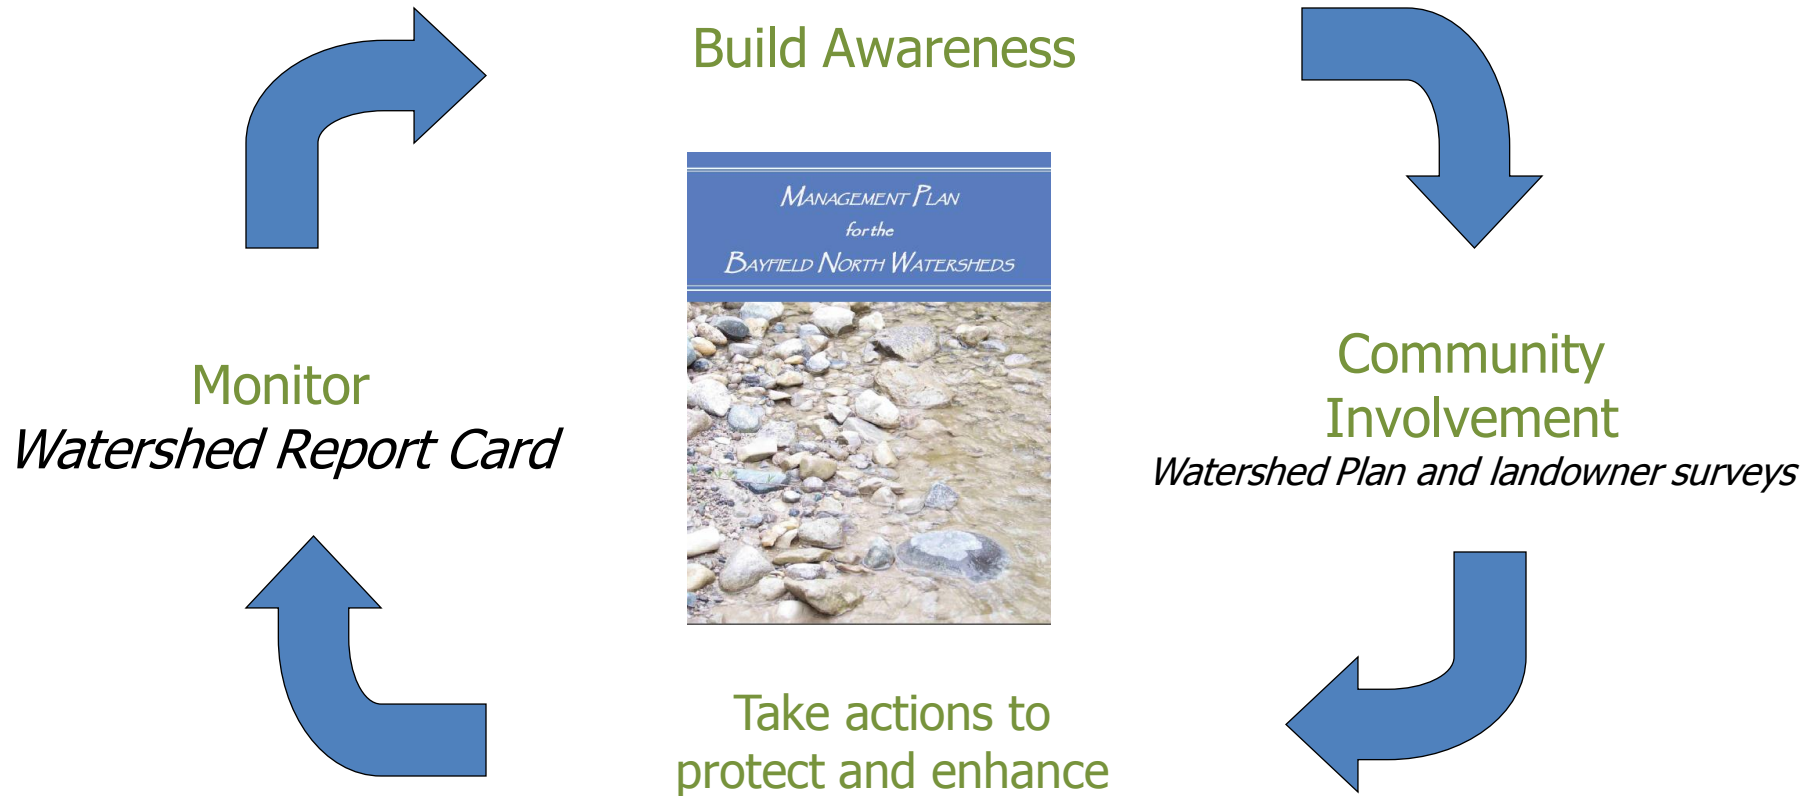 Build Awareness
MANAGEMENT PLAN
for the
BAYFIELD NORTH WATERSHEDS
Community
Involvement
Watershed Plan and landowner surveys
Take actions to
protect and enhance
Monitor
Watershed Report Card